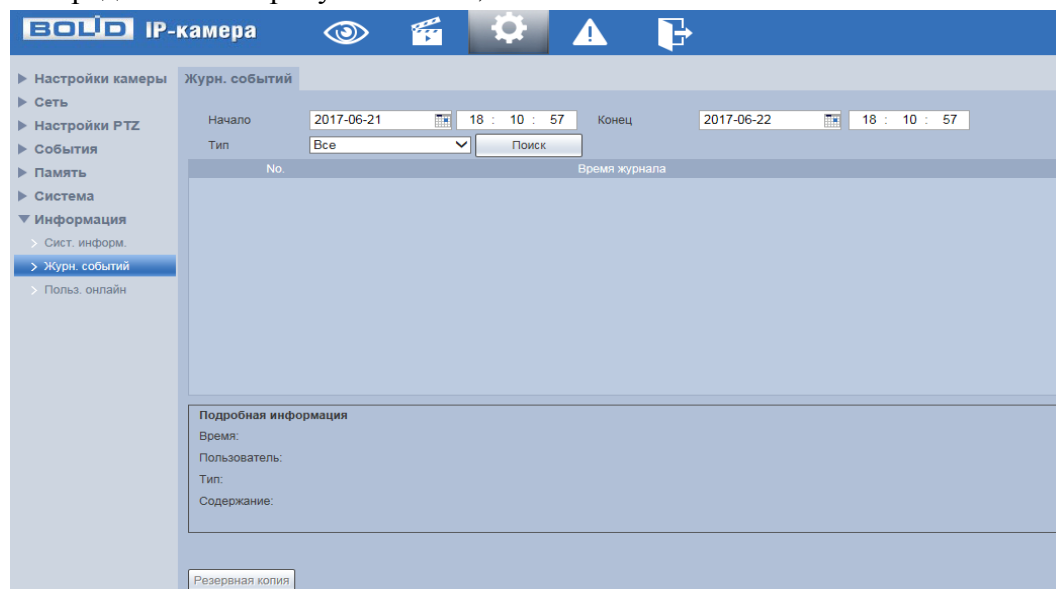 BOLID IP-камера
Настройки камеры
Сеть
Настройки PTZ
События
Память
Система
Информация
Сист. информ.
Журн. событий
Польз. онлайн
Журн. событий
Начало 2017-06-21 18 : 10 : 57 Конец 2017-06-22 18 : 10 : 57
Тип Все Поиск
No. Время журнала
Подробная информация
Время:
Пользователь:
Тип:
Содержание:
Резервная копия